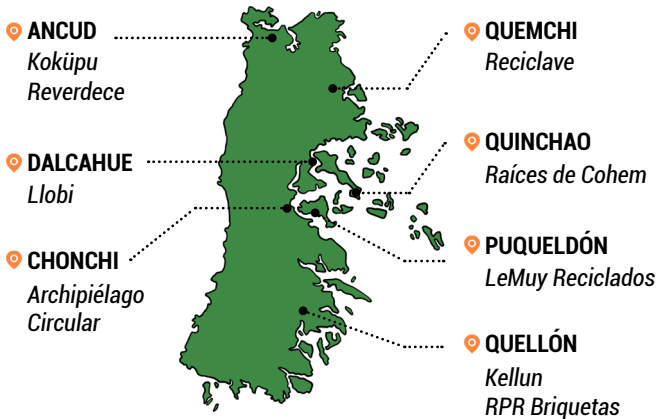 ANCUD
Koküpu
Reverdece
DALCAHUE
Llobi
CHONCHI
Archipiélago
Circular
QUEMCHI
Reciclave
QUINCHAO
Raíces de Cohem
PUQUELDÓN
LeMuy Reciclados
QUELLÓN
Kellun
RPR Briquetas